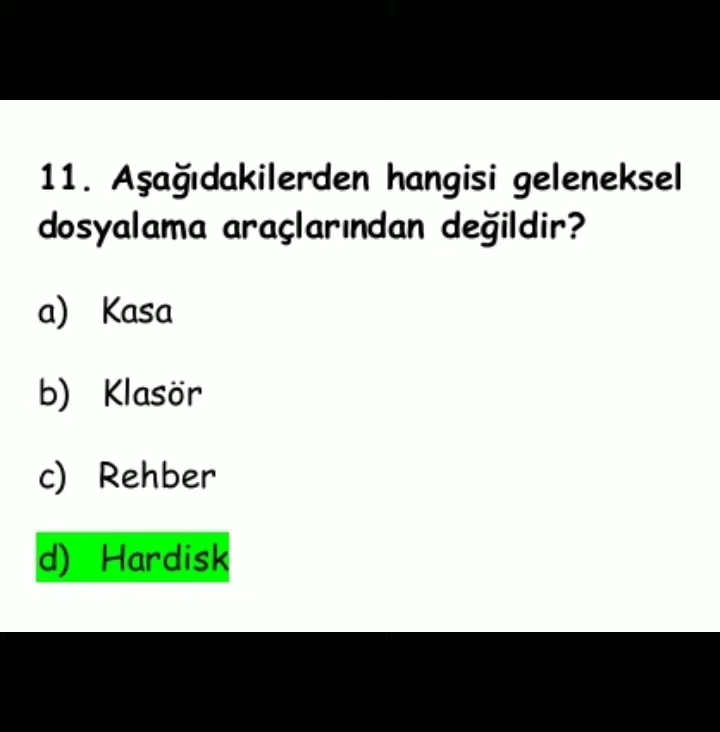 11. Aşağıdakilerden hangisi geleneksel
dosyalama araçlarından değildir?
a) Kasa
b) Klasör
c) Rehber
d) Hardisk